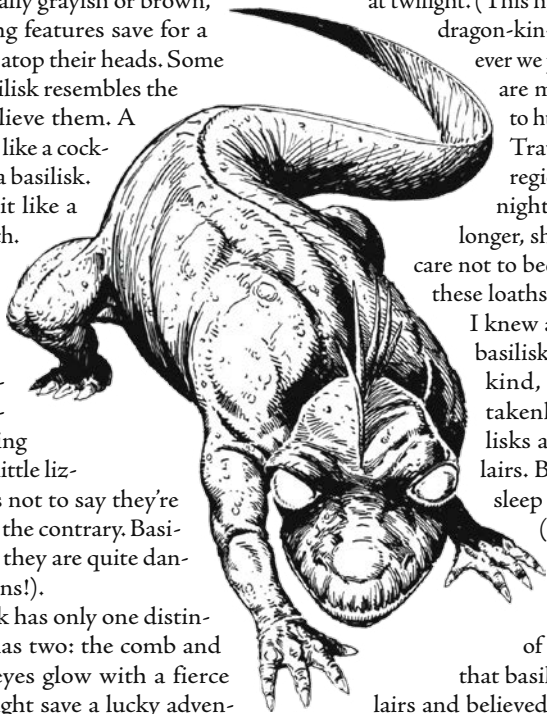 ally grayish or brown,
ng features save for a
atop their heads. Some
ilisk resembles the
lieve them. A
like a cock-
a basilisk.
it like a
h.
-
-
ing
ittle liz-
s not to say they're
the contrary. Basi-
they are quite dan-
ns!).
k has only one distin-
as two: the comb and
eyes glow with a fierce
ght save a lucky adven-
at twilight. (This
dragon-kin-
ever we
are m
to hu
Tra
regi
night
longer, sh
care not to bec
these loaths
I knew a
basilisk
kind,
takenl
lisks a
lairs. B
sleep
(
of
that basil
lairs and believed